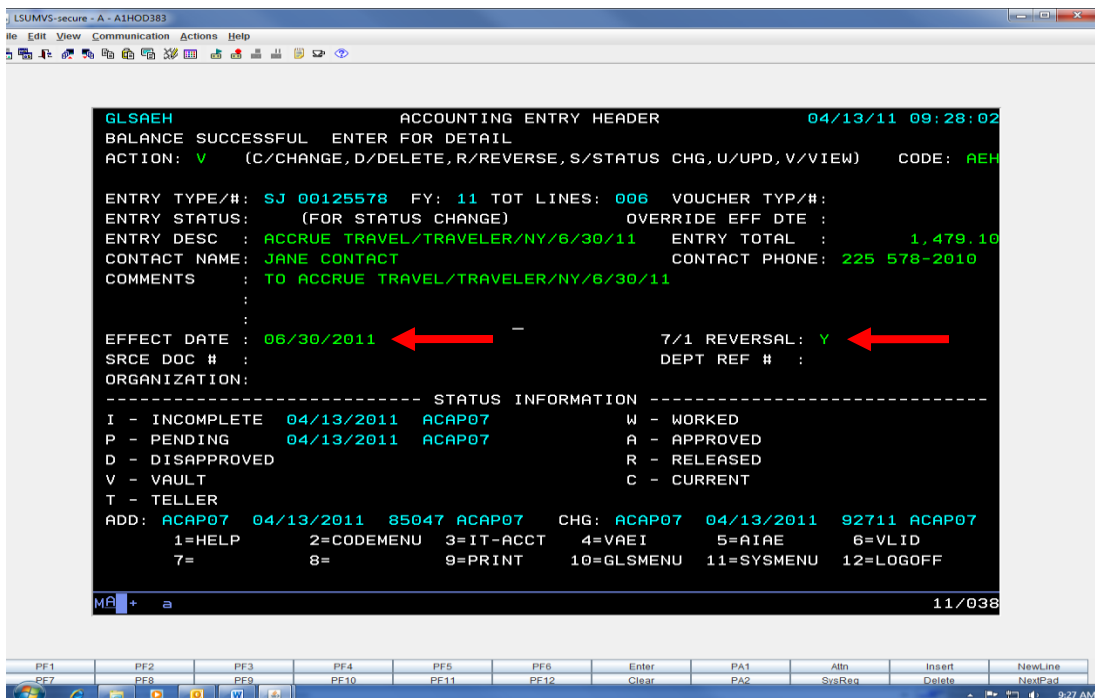 LSUMVS-secure - A - A1HOD383
ile Edit View Communication Actions Help
GLSAEH ACCOUNTING ENTRY HEADER 04/13/11 09:28:02
BALANCE SUCCESSFUL ENTER FOR DETAIL
ACTION: V (C/CHANGE,D/DELETE,R/REVERSE,S/STATUS CHG,U/UPD,V/VIEW) CODE: AEH
ENTRY TYPE/#: SJ 00125578 FY: 11 TOT LINES: 006 VOUCHER TYP/#:
ENTRY STATUS: (FOR STATUS CHANGE) OVERRIDE EFF DTE :
ENTRY DESC : ACCRUE TRAVEL/TRAVELER/NY/6/30/11 ENTRY TOTAL : 1,479.10
CONTACT NAME: JANE CONTACT CONTACT PHONE: 225 578-2010
COMMENTS : TO ACCRUE TRAVEL/TRAVELER/NY/6/30/11
:
:
EFFECT DATE : 06/30/2011 7/1 REVERSAL: Y
SRCE DOC # : DEPT REF # :
ORGANIZATION:
---------------------------- STATUS INFORMATION ------------------------------
I - INCOMPLETE 04/13/2011 ACAP07 W - WORKED
P - PENDING 04/13/2011 ACAP07 A - APPROVED
D - DISAPPROVED R - RELEASED
V - VAULT C - CURRENT
T - TELLER
ADD: ACAP07 04/13/2011 85047 ACAP07 CHG: ACAP07 04/13/2011 92711 ACAP07
1=HELP 2=CODEMENU 3=IT-ACCT 4=VAEI 5=AIAE 6=VLID
7= 8= 9=PRINT 10=GLSMENU 11=SYSMENU 12=LOGOFF
MA + a 11/038
PF1 PF2 PF3 PF4 PF5 PF6 Enter PA1 Attn Insert NewLine
PF7 PF8 PF9 PF10 PF11 PF12 Clear PA2 SysReq Delete NextPad
9:27 AM